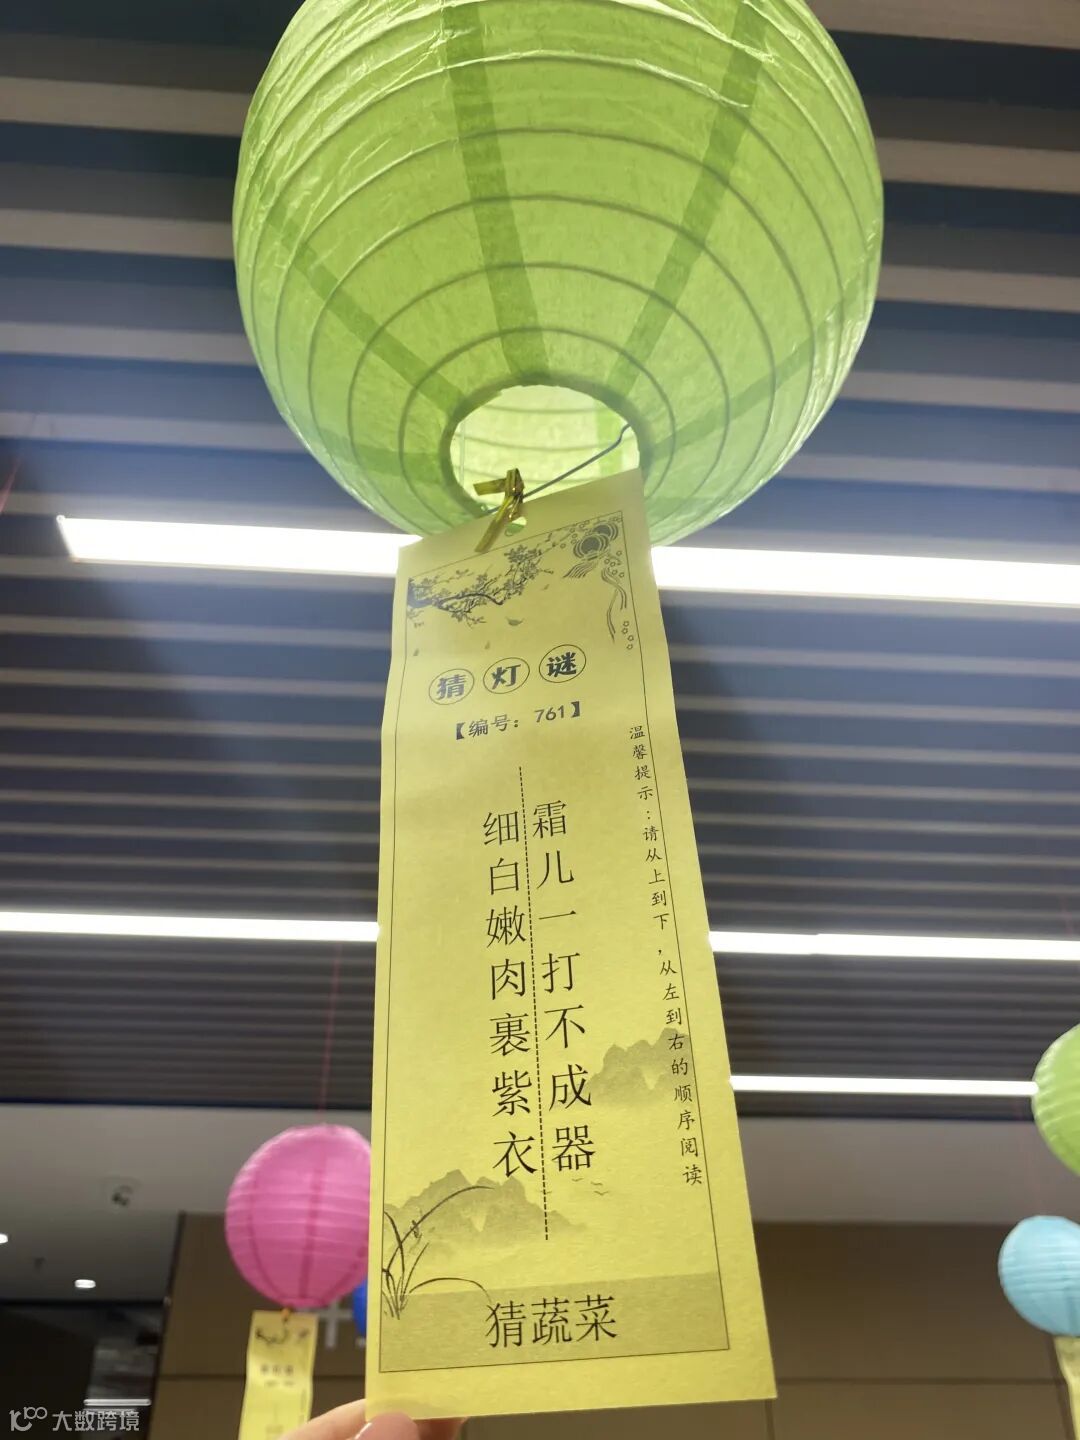 猜灯谜
【编号：761】
温馨提示：请从上到下，从左到右的顺序阅读
细白嫩肉裹紫衣
霜儿一打不成器
猜蔬菜
大数跨境